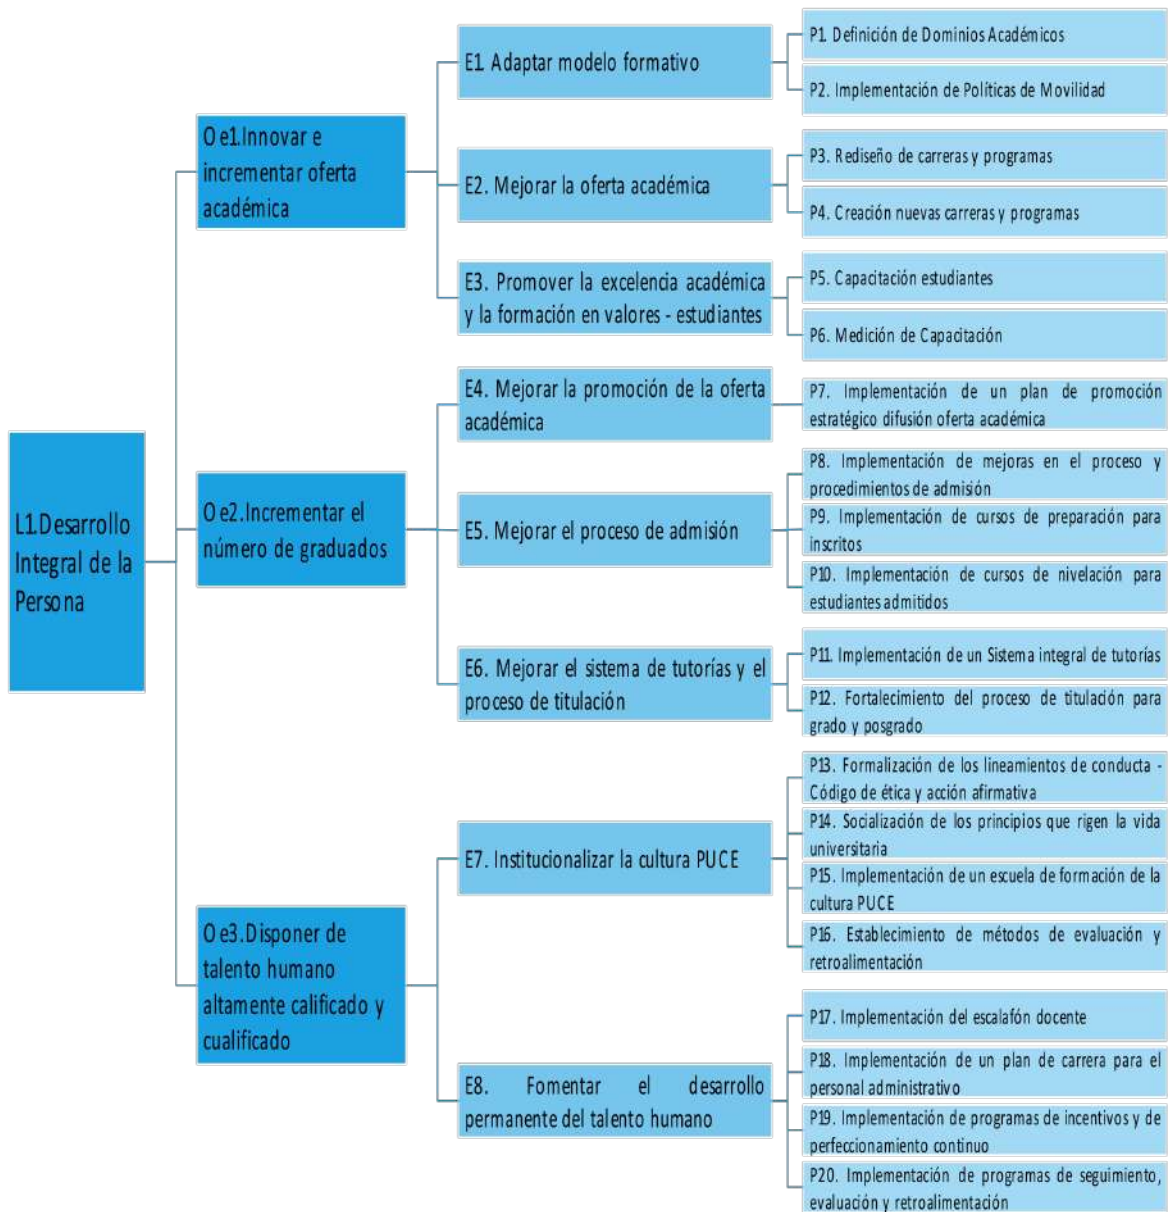 L1.Desarrollo
Integral de la
Persona
O e1.Innovar e
incrementar oferta
académica
E1. Adaptar modelo formativo
P1. Definición de Dominios Académicos
P2. Implementación de Políticas de Movilidad
E2. Mejorar la oferta académica
P3. Rediseño de carreras y programas
P4. Creación nuevas carreras y programas
E3. Promover la excelencia académica
y la formación en valores - estudiantes
P5. Capacitación estudiantes
P6. Medición de Capacitación
O e2.Incrementar el
número de graduados
E4. Mejorar la promoción de la oferta
académica
P7. Implementación de un plan de promoción
estratégico difusión oferta académica
E5. Mejorar el proceso de admisión
P8. Implementación de mejoras en el proceso y
procedimientos de admisión
P9. Implementación de cursos de preparación para
inscritos
P10. Implementación de cursos de nivelación para
estudiantes admitidos
E6. Mejorar el sistema de tutorías y el
proceso de titulación
P11. Implementación de un Sistema integral de tutorías
P12. Fortalecimiento del proceso de titulación para
grado y posgrado
O e3.Disponer de
talento humano
altamente calificado y
cualificado
E7. Institucionalizar la cultura PUCE
P13. Formalización de los lineamientos de conducta -
Código de ética y acción afirmativa
P14. Socialización de los principios que rigen la vida
universitaria
P15. Implementación de un escuela de formación de la
cultura PUCE
P16. Establecimiento de métodos de evaluación y
retroalimentación
E8. Fomentar el desarrollo
permanente del talento humano
P17. Implementación del escalafón docente
P18. Implementación de un plan de carrera para el
personal administrativo
P19. Implementación de programas de incentivos y de
perfeccionamiento continuo
P20. Implementación de programas de seguimiento,
evaluación y retroalimentación